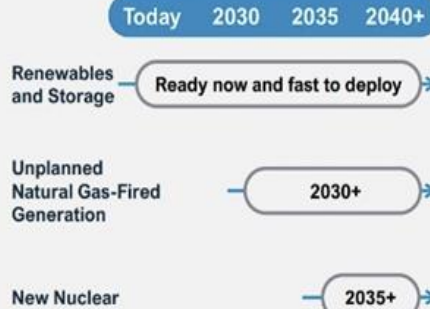 Today 2030 2035 2040+
Renewables
and Storage
Ready now and fast to deploy
Unplanned
Natural Gas-Fired
Generation
2030+
New Nuclear
2035+